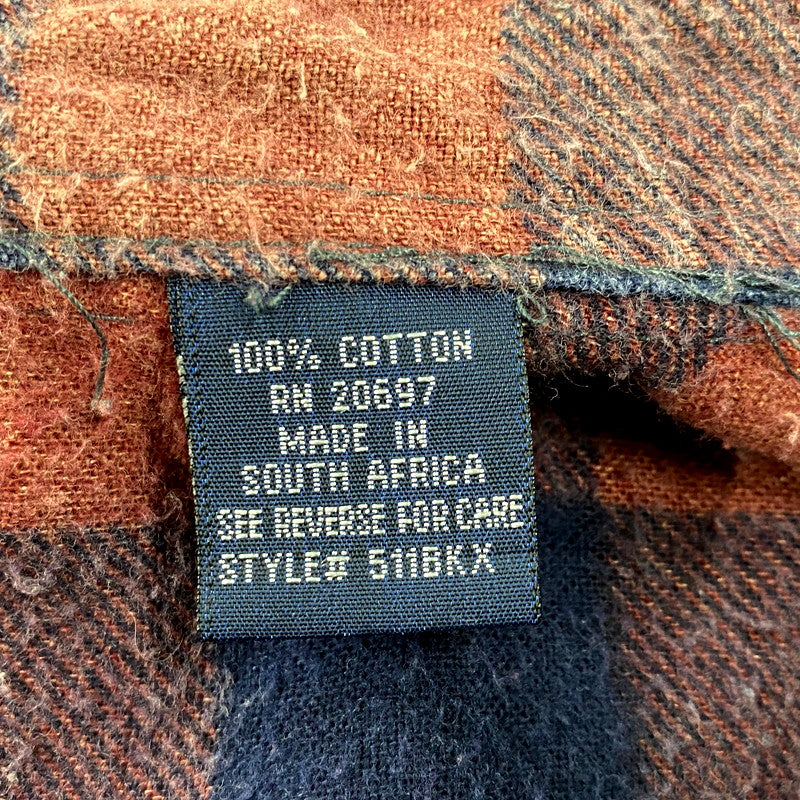 100% COTTON
RN 20697
MADE IN
SOUTH AFRICA
SEE REVERSE FOR CARE
STYLE# 511BKX